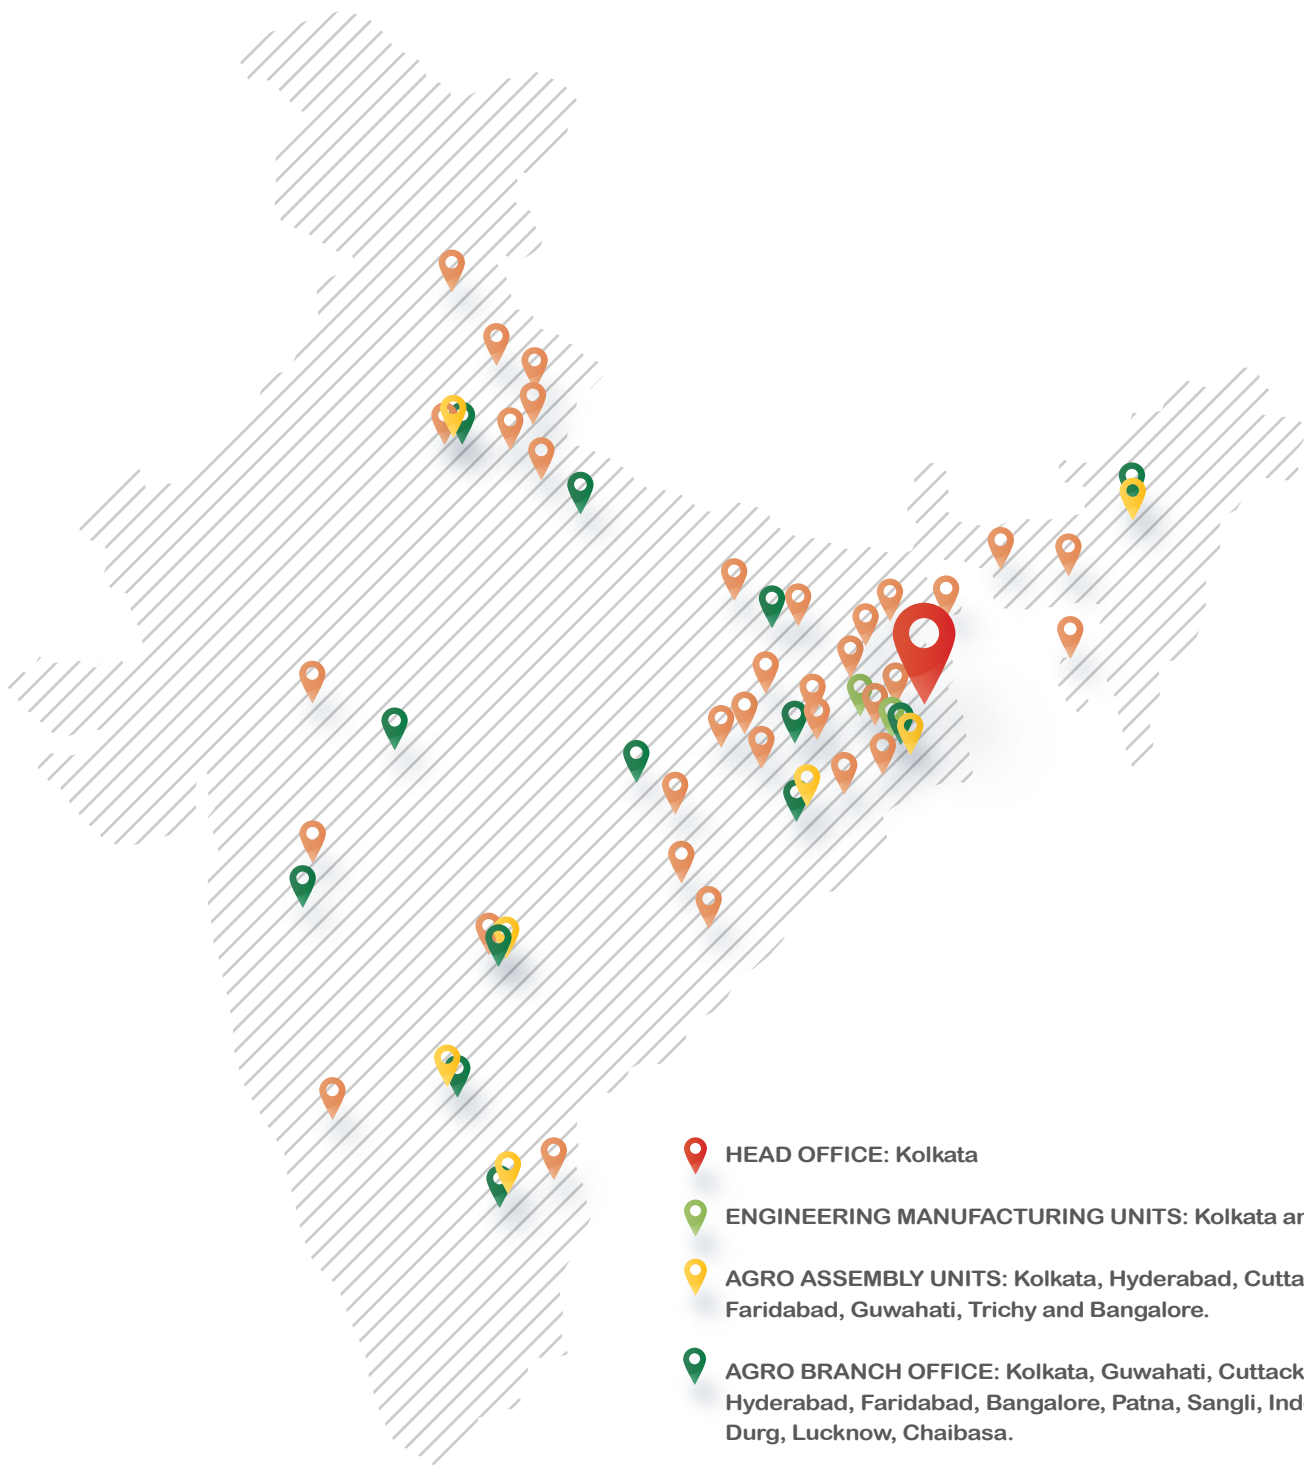 HEAD OFFICE: Kolkata
ENGINEERING MANUFACTURING UNITS: Kolkata
AGRO ASSEMBLY UNITS: Kolkata, Hyderabad,
Faridabad, Guwahati, Trichy and Bangalore.
AGRO BRANCH OFFICE: Kolkata, Guwahati, Cuttack
Hyderabad, Faridabad, Bangalore, Patna, Sangli,
Durg, Lucknow, Chaibasa.